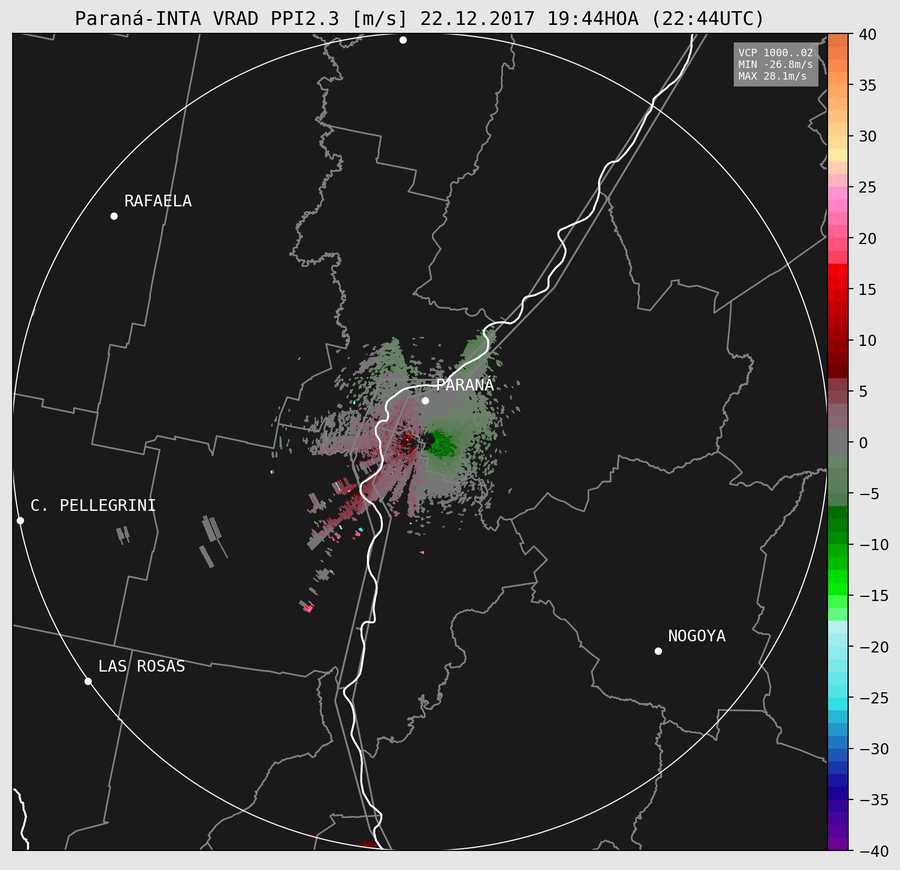 Paraná-INTA VRAD PPI2.3 [m/s] 22.12.2017 19:44HOA (22:44UTC)
VCP 1000..02
MIN -26.8m/s
MAX 28.1m/s
RAFAELA
PARANÁ
C. PELLEGRINI
NOGOYA
LAS ROSAS
40
35
30
25
20
15
10
5
0
−5
−10
−15
−20
−25
−30
−35
−40